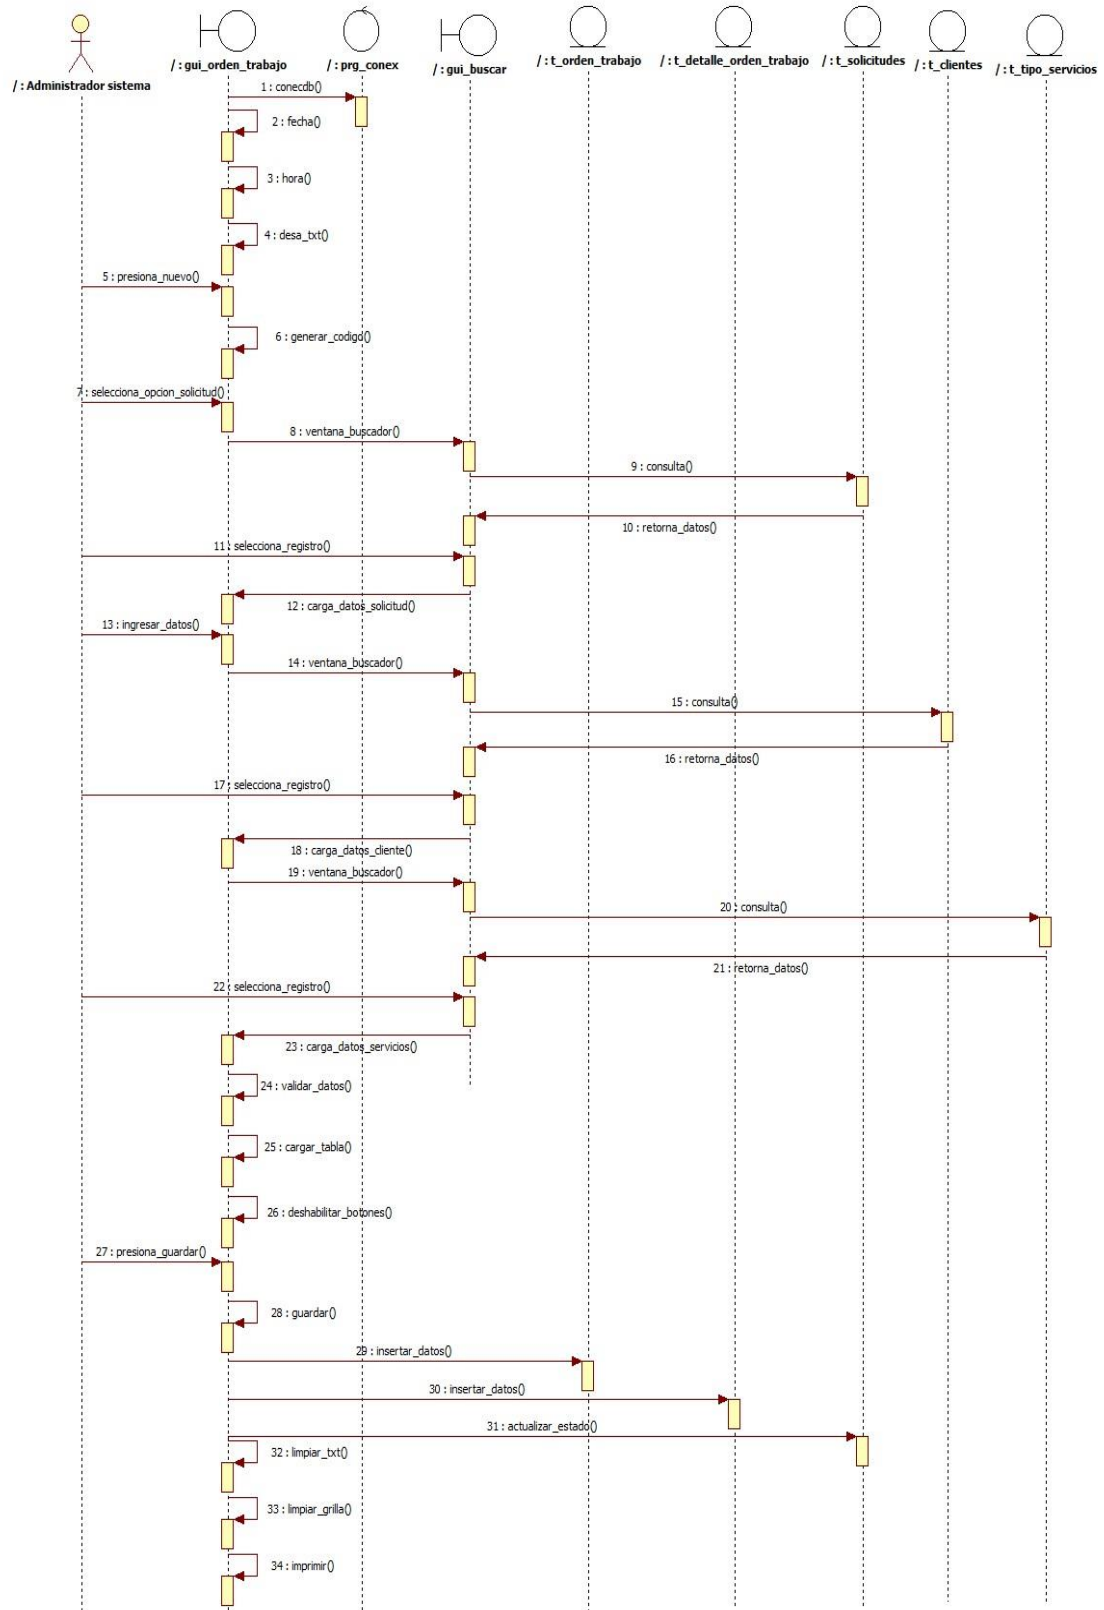 / : Administrador sistema
/ : gui_orden_trabajo
/ : prg_conex
/ : gui_buscar
/ : t_orden_trabajo
/ : t_detalle_orden_trabajo
/ : t_solicitudes
/ : t_clientes
/ : t_tipo_servicios
1 : conecdb()
2 : fecha()
3 : hora()
4 : desa_txt()
5 : presiona_nuevo()
6 : generar_codigo()
7 : selecciona_opcion_solicitud()
8 : ventana_buscador()
9 : consulta()
10 : retorna_datos()
11 : selecciona_registro()
12 : carga_datos_solicitud()
13 : ingresar_datos()
14 : ventana_buscador()
15 : consulta()
16 : retorna_datos()
17 : selecciona_registro()
18 : carga_datos_cliente()
19 : ventana_buscador()
20 : consulta()
21 : retorna_datos()
22 : selecciona_registro()
23 : carga_datos_servicios()
24 : validar_datos()
25 : cargar_tabla()
26 : deshabilitar_botones()
27 : presiona_guardar()
28 : guardar()
29 : insertar_datos()
30 : insertar_datos()
31 : actualizar_estado()
32 : limpiar_txt()
33 : limpiar_grilla()
34 : imprimir()